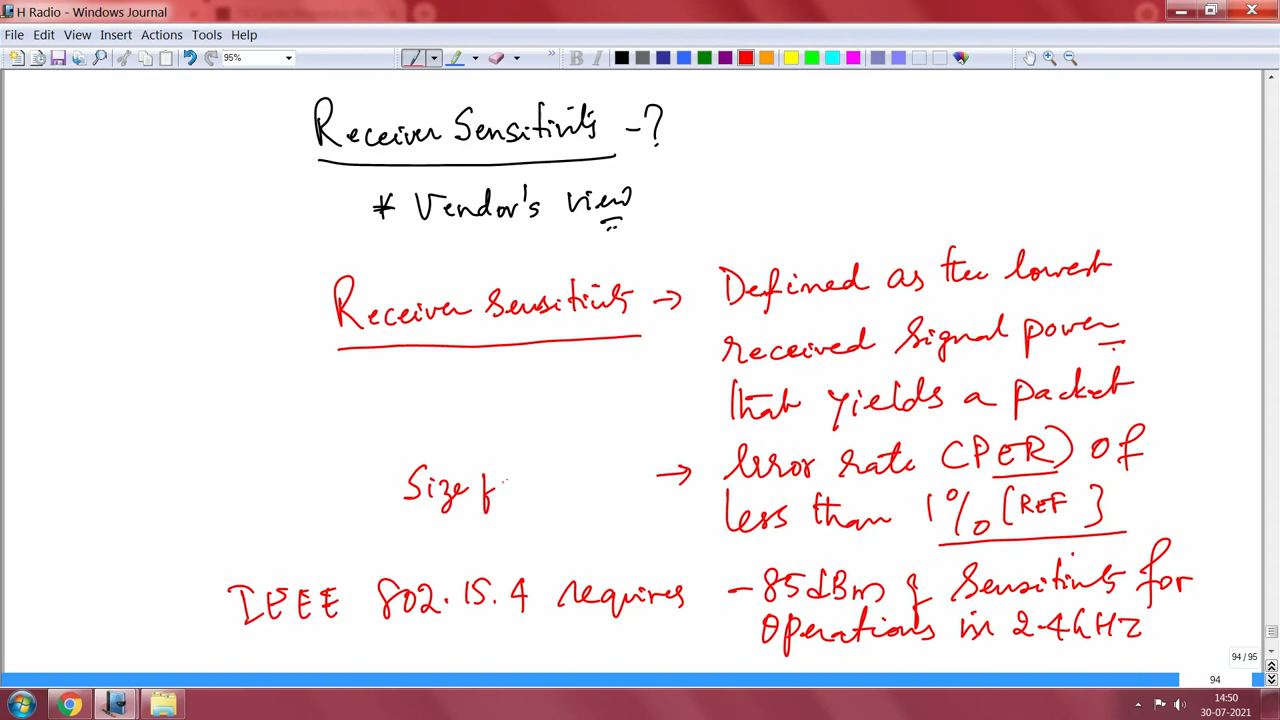 H Radio - Windows Journal
File Edit View Insert Actions Tools Help
95%
Receiver Sensitivity -?
* Vendor's view
Receiver sensitivity → Defined as the lowest
received signal power
that yields a packet
→ error rate (PER) of
less than 1% [REF]
Size of
IEEE 802.15.4 requires -85dBm of sensitivity for
operations in 2.4GHz
94 / 95
94
14:50
30-07-2021